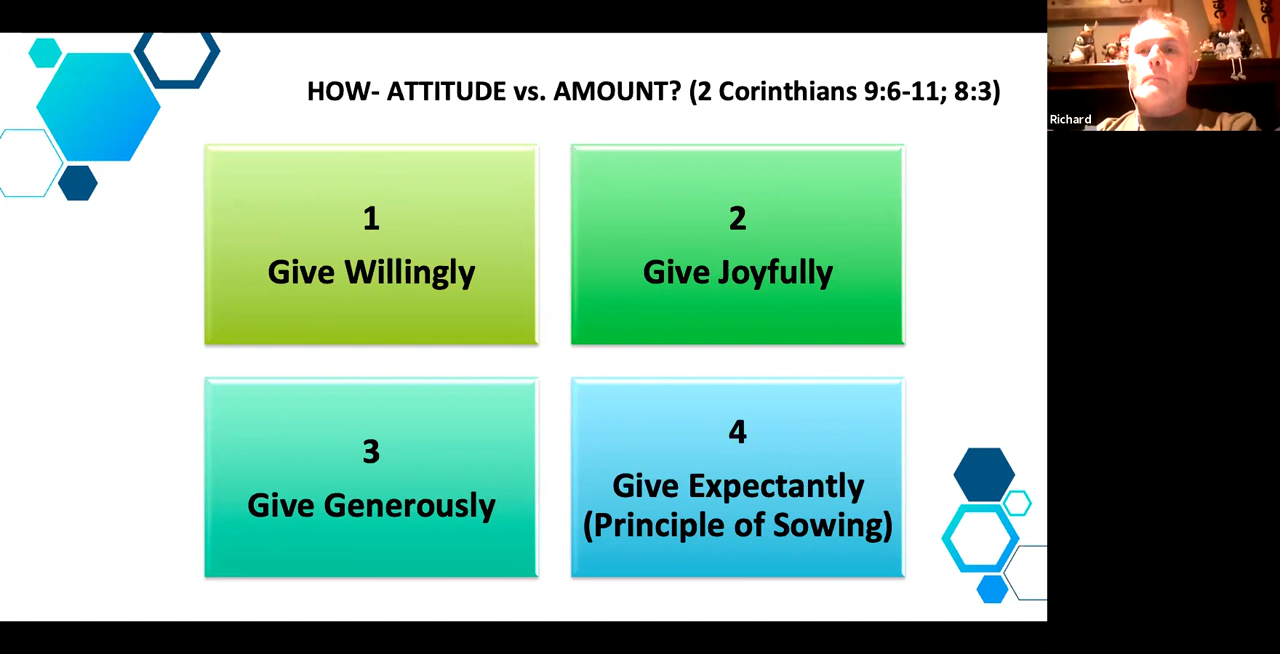 HOW- ATTITUDE vs. AMOUNT? (2 Corinthians 9:6-11; 8:3)
1
Give Willingly
2
Give Joyfully
3
Give Generously
4
Give Expectantly
(Principle of Sowing)
Richard